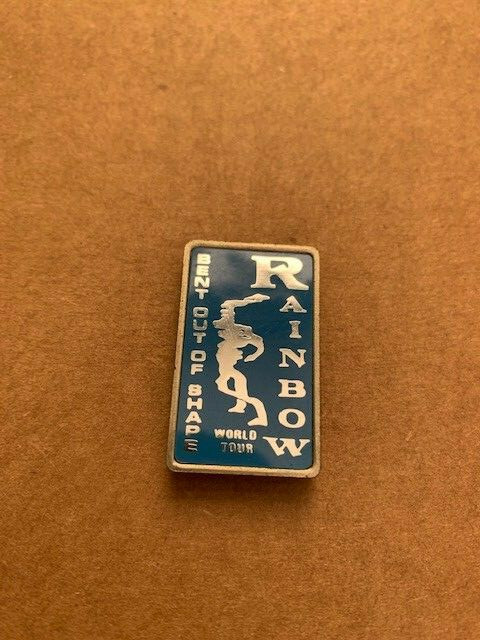 BENT OUT OF SHAPE
RAINBOW
WORLD
TOUR